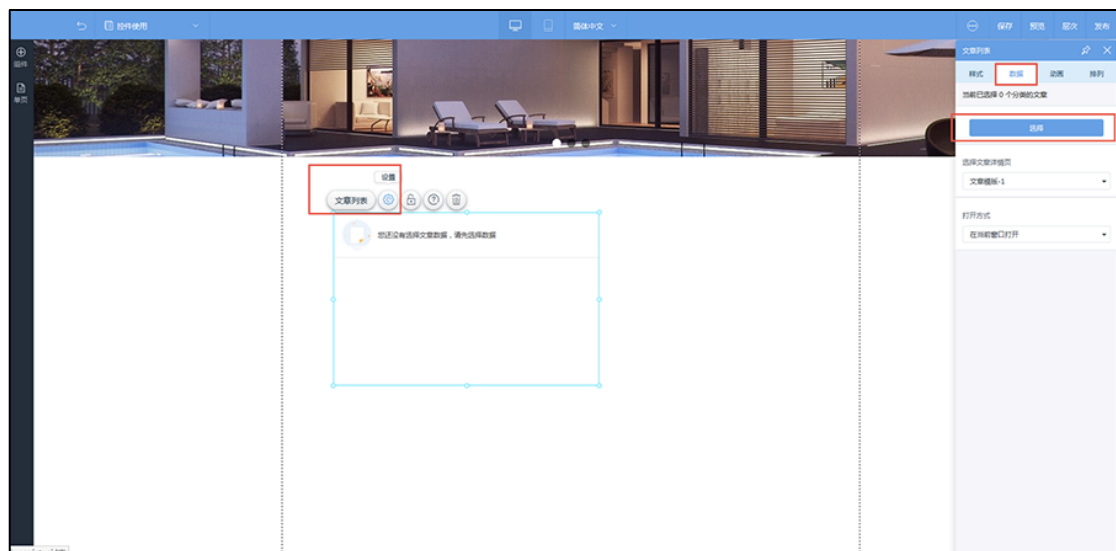 控件使用
简体中文
保存 预览 层次 发布
组件
单页
文章列表
样式 数据 动画 排列
当前已选择 0 个分类的文章
选择
选择文章详情页
文章模版-1
打开方式
在当前窗口打开
设置
文章列表
您还没有选择文章数据，请先选择数据